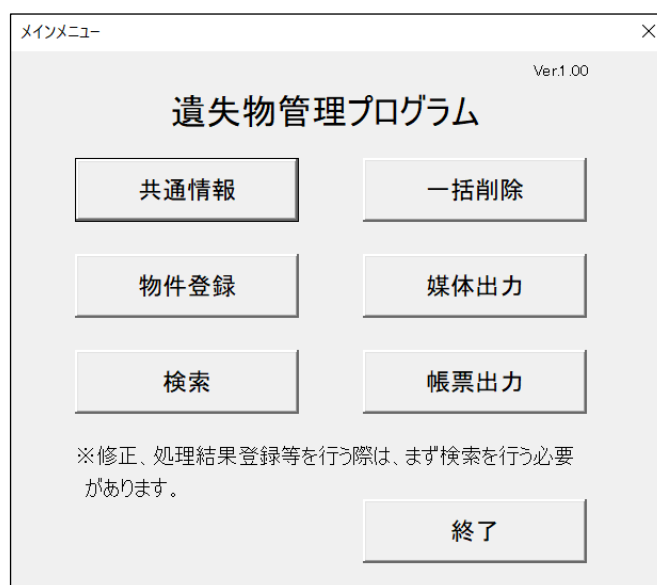 メインメニュー
Ver.1.00
遺失物管理プログラム
共通情報
一括削除
物件登録
媒体出力
検索
帳票出力
※修正、処理結果登録等を行う際は、まず検索を行う必要
があります。
終了